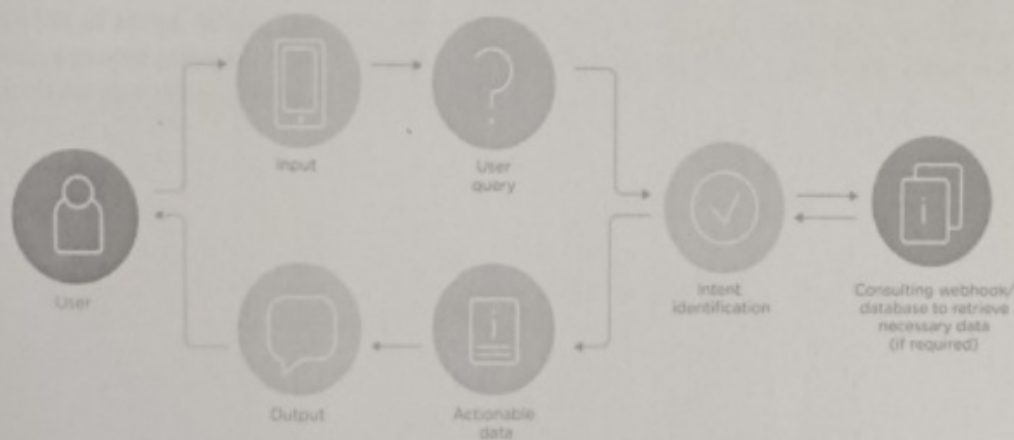 Input
User
query
User
Intent
identification
Consulting webhook/
database to retrieve
necessary data
(if required)
Output
Actionable
data